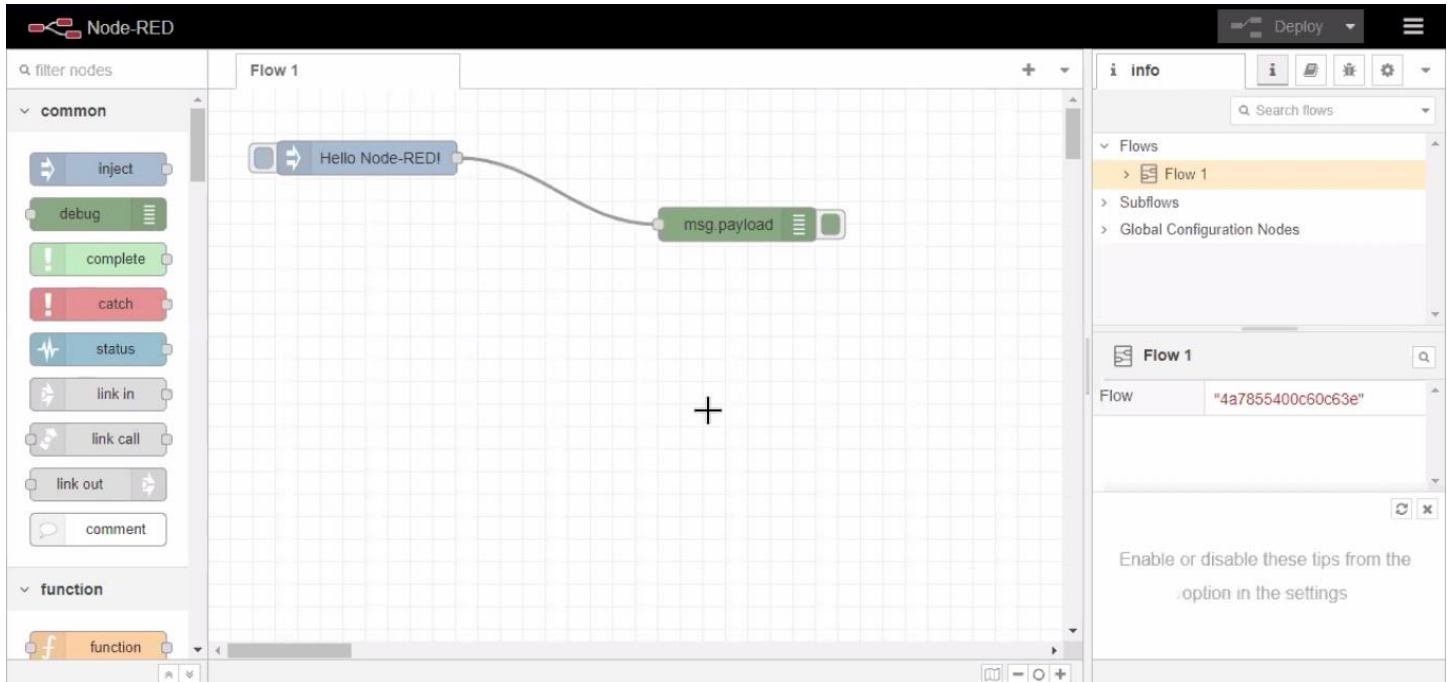 Node-RED
Deploy
filter nodes
Flow 1
i info
Search flows
common
inject
debug
complete
catch
status
link in
link call
link out
comment
function
function
Hello Node-RED!
msg.payload
Flows
Flow 1
Subflows
Global Configuration Nodes
Flow 1
Flow "4a7855400c60c63e"
Enable or disable these tips from the
option in the settings